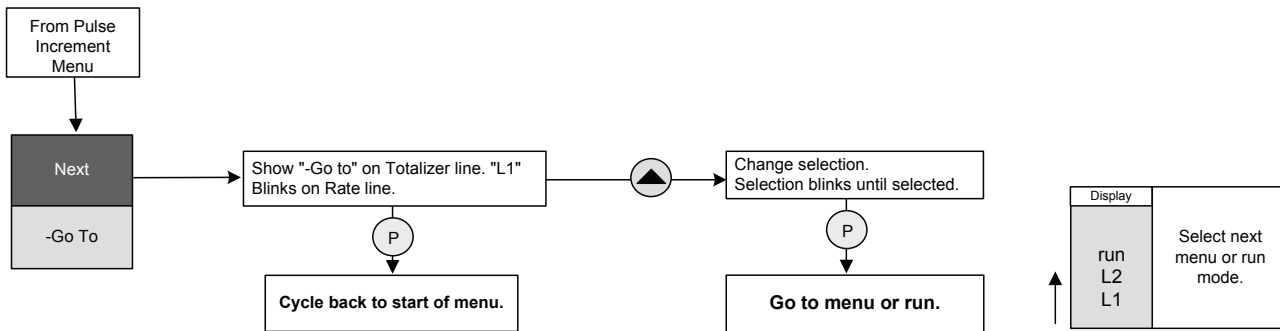 From Pulse
Increment
Menu
Next
-Go To
Show "-Go to" on Totalizer line. "L1"
Blinks on Rate line.
P
Cycle back to start of menu.
Change selection.
Selection blinks until selected.
P
Go to menu or run.
Display
run
L2
L1
Select next
menu or run
mode.